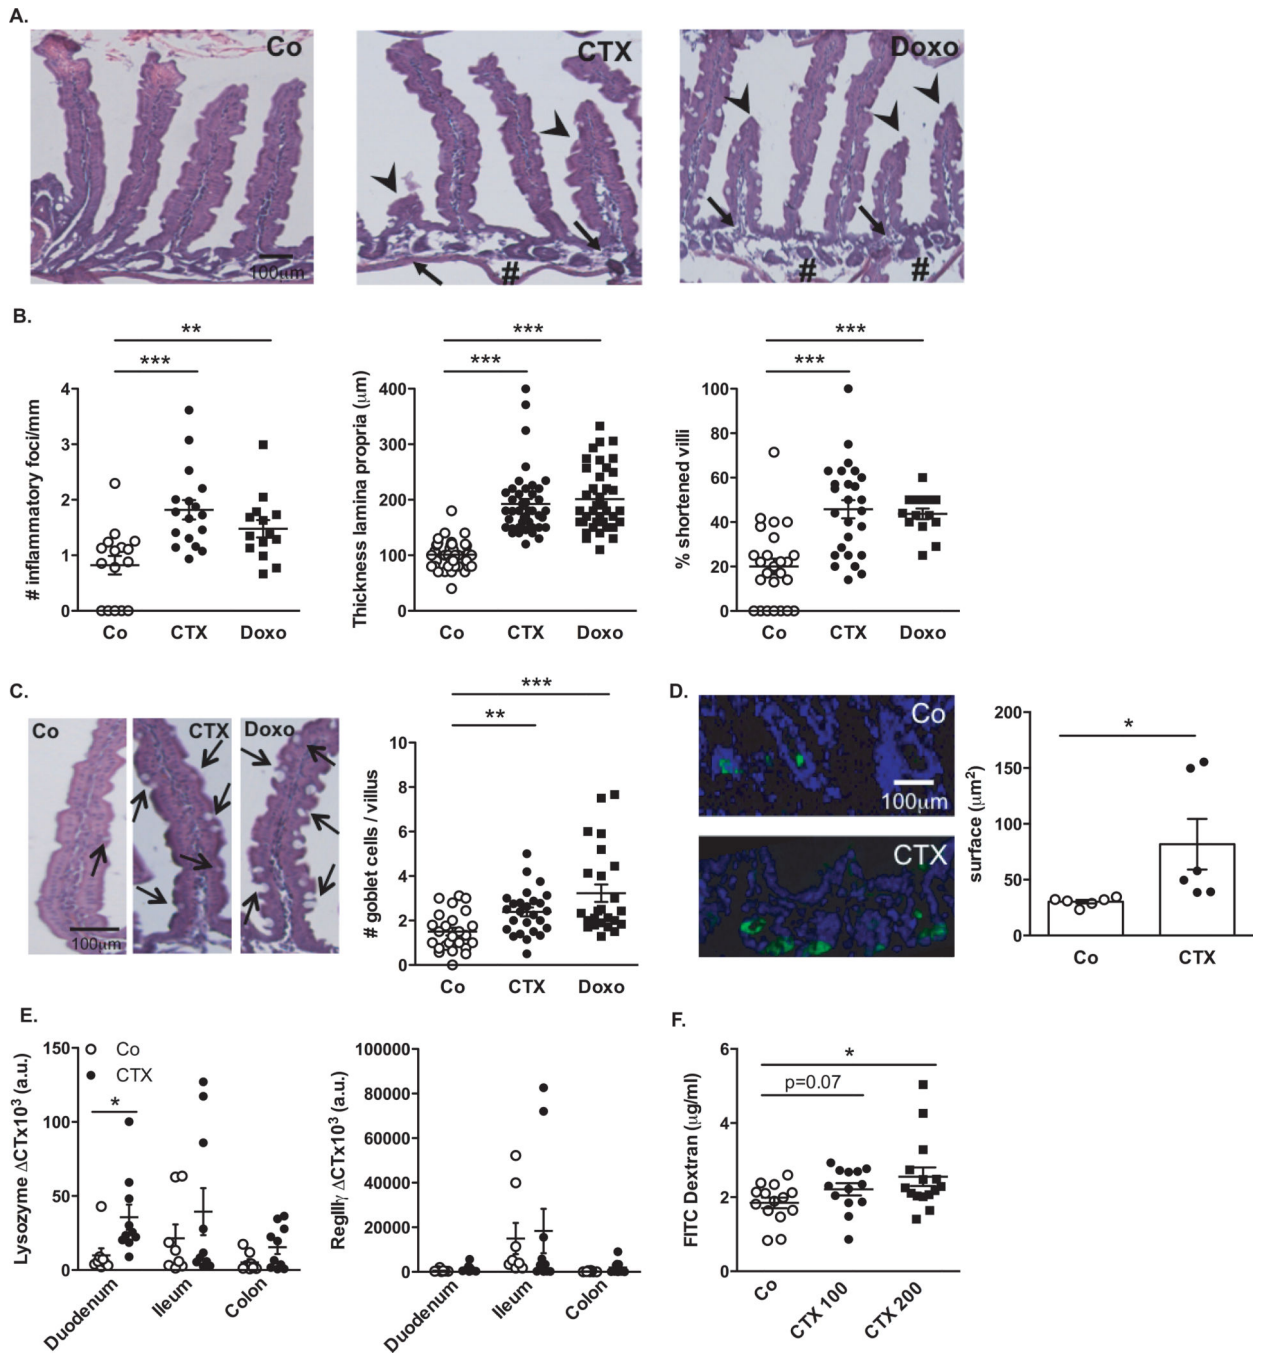 A.
Co
CTX
Doxo
100μm
#
# #
B.
** 
***
# inflammatory foci/mm
4
3
2
1
0
Co CTX Doxo
***
***
Thickness lamina propria (μm)
400
300
200
100
0
Co CTX Doxo
***
***
% shortened villi
100
80
60
40
20
0
Co CTX Doxo
C.
Co
CTX
Doxo
100μm
***
**
# goblet cells / villus
10
8
6
4
2
0
Co CTX Doxo
D.
Co
100μm
CTX
*
surface (μm²)
200
150
100
50
0
Co CTX
E.
Lysozyme ΔCTx10³ (a.u.)
150
100
50
0
Co
CTX
*
Duodenum Ileum Colon
RegIIIγ ΔCTx10³ (a.u.)
100000
80000
60000
40000
20000
0
Duodenum Ileum Colon
F.
*
p=0.07
FITC Dextran (μg/ml)
6
4
2
0
Co CTX 100 CTX 200